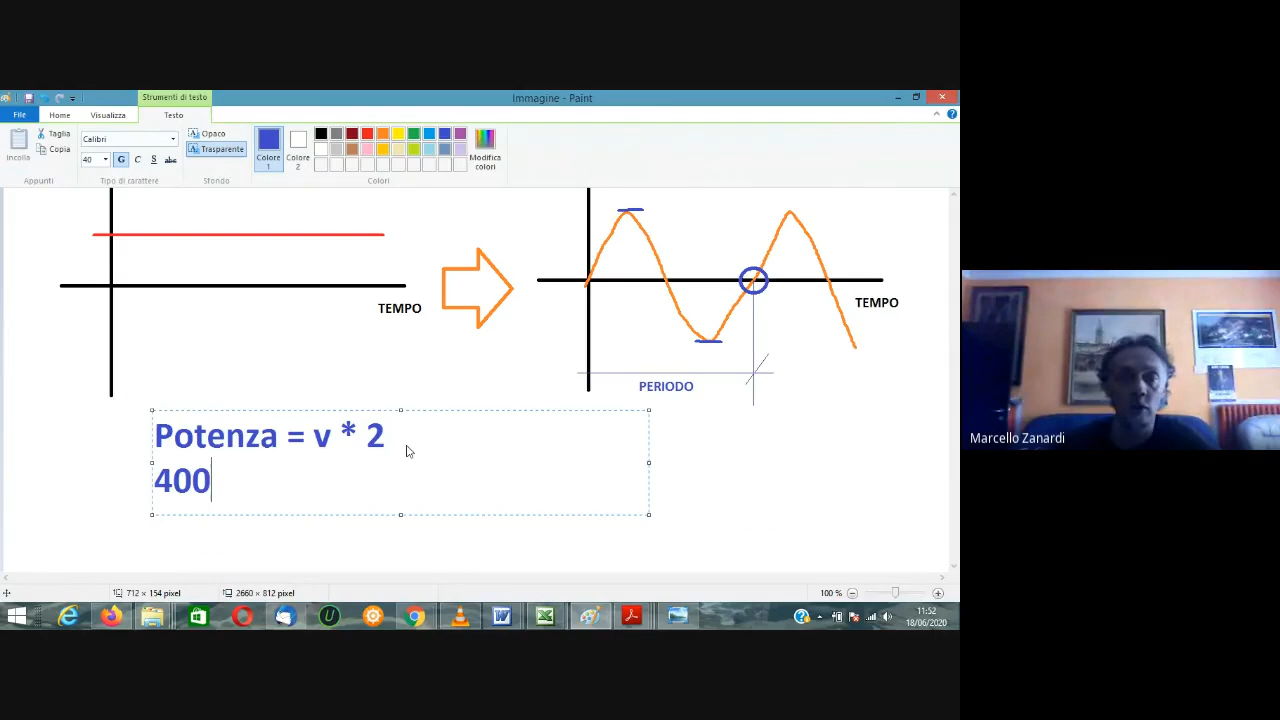 Strumenti di testo
Immagine - Paint
File
Home
Visualizza
Testo
Incolla
Taglia
Copia
Appunti
Calibri
40
G C S abc
Tipo di carattere
Opaco
Trasparente
Sfondo
Colore 1
Colore 2
Modifica colori
Colori
TEMPO
TEMPO
PERIODO
Potenza = v * 2
400
Marcello Zanardi
712 × 154 pixel
2660 × 812 pixel
100 %
11:52
18/06/2020